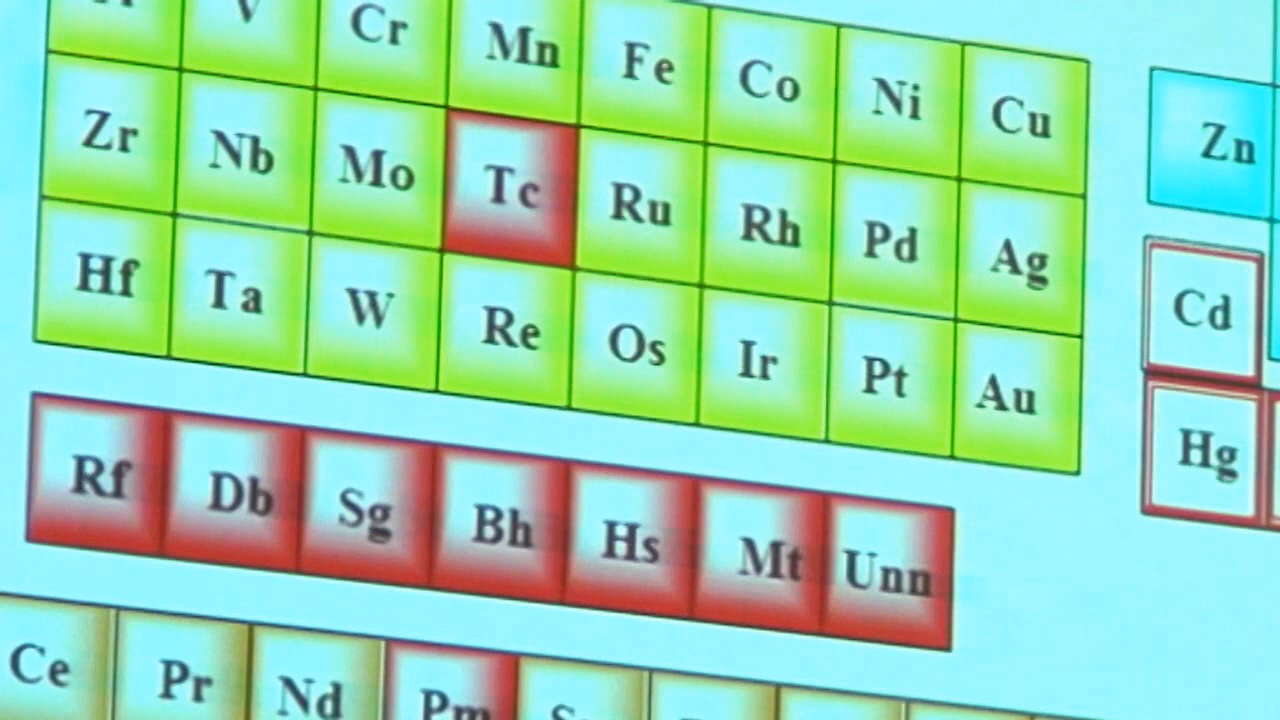 V Cr Mn Fe Co Ni Cu Zn
Zr Nb Mo Tc Ru Rh Pd Ag Cd
Hf Ta W Re Os Ir Pt Au Hg
Rf Db Sg Bh Hs Mt Unn
Ce Pr Nd Pm